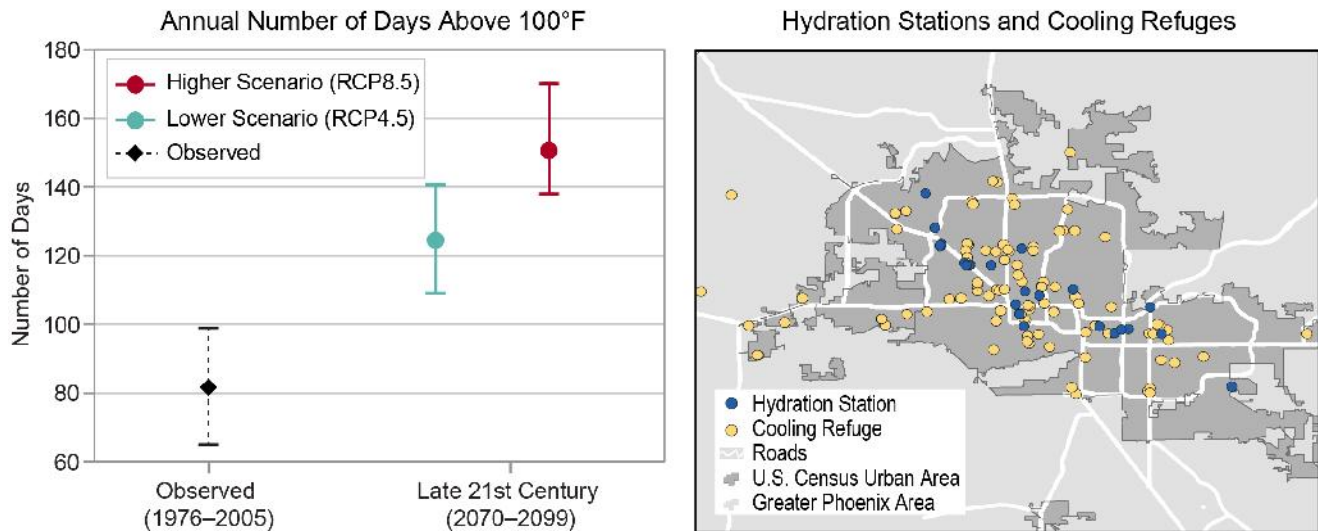 Annual Number of Days Above 100°F
180
160
140
120
100
80
60
Number of Days
Higher Scenario (RCP8.5)
Lower Scenario (RCP4.5)
Observed
Observed
(1976–2005)
Late 21st Century
(2070–2099)
Hydration Stations and Cooling Refuges
Hydration Station
Cooling Refuge
Roads
U.S. Census Urban Area
Greater Phoenix Area